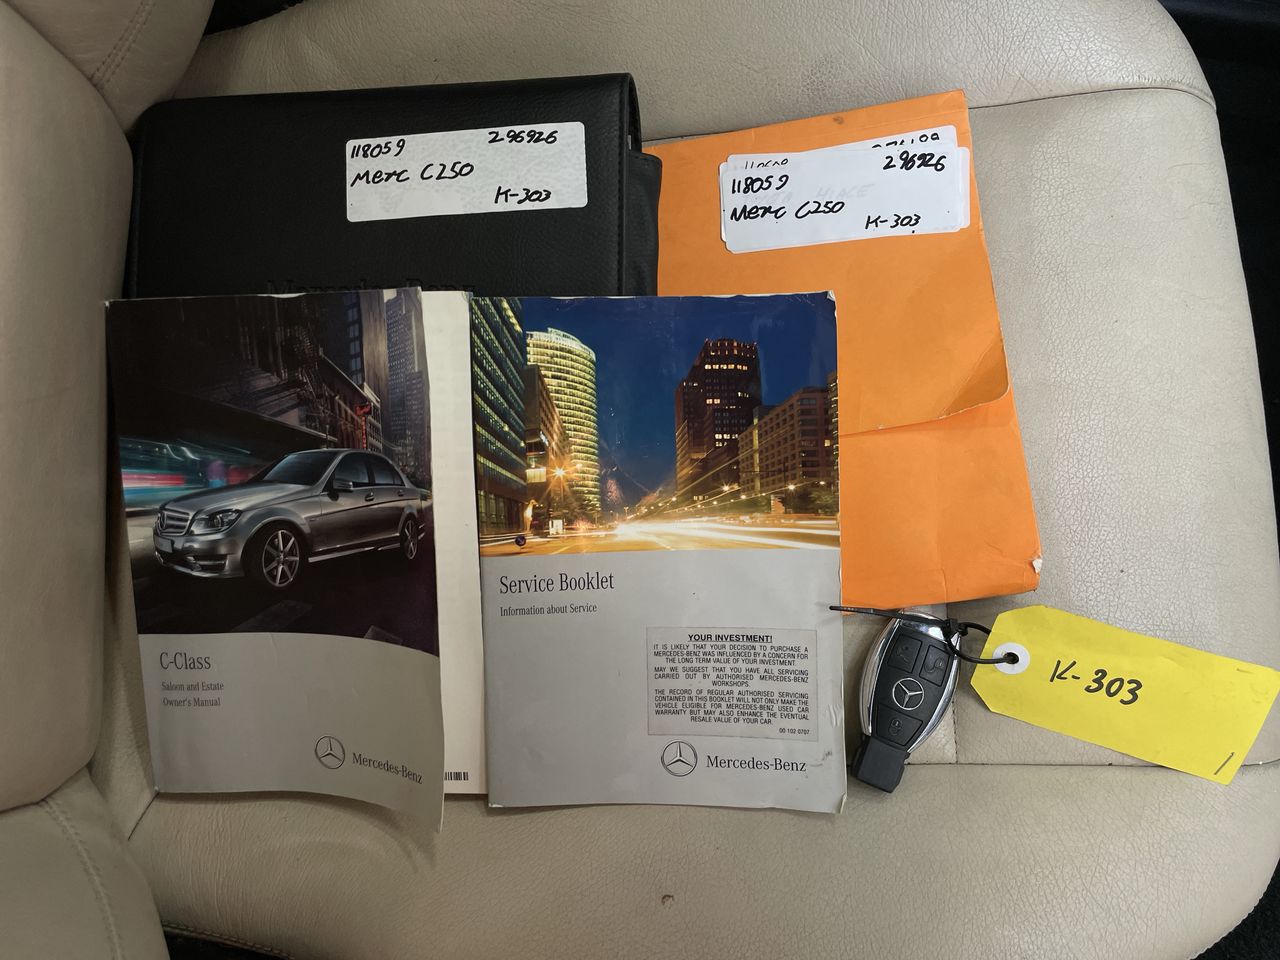 118059 296926
Merc C250
K-303
118059 296926
Merc C250
K-303
Mercedes-Benz
C-Class
Saloon and Estate
Owner's Manual
Mercedes-Benz
Service Booklet
Information about Service
YOUR INVESTMENT!
IT IS LIKELY THAT YOUR DECISION TO PURCHASE A
MERCEDES-BENZ WAS INFLUENCED BY A CONCERN FOR
THE LONG TERM VALUE OF YOUR INVESTMENT.
MAY WE SUGGEST THAT YOU HAVE ALL SERVICING
CARRIED OUT BY AUTHORISED MERCEDES-BENZ
WORKSHOPS.
THE RECORD OF REGULAR AUTHORISED SERVICING
CONTAINED IN THIS BOOKLET WILL NOT ONLY MAKE THE
VEHICLE ELIGIBLE FOR MERCEDES-BENZ USED CAR
WARRANTY BUT MAY ALSO ENHANCE THE EVENTUAL
RESALE VALUE OF YOUR CAR.
00 102 0707
Mercedes-Benz
K-303